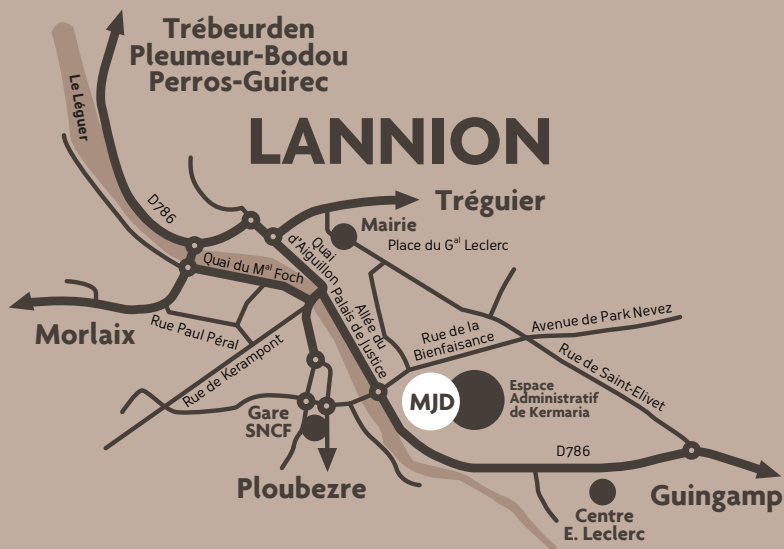 Trébeurden
Pleumeur-Bodou
Perros-Guirec
Le Léguer
LANNION
D786
Tréguier
Mairie
Place du Gal Leclerc
Quai
d'Aiguillon
Quai du Mal Foch
Morlaix
Rue Paul Péral
Rue de Kerampont
Allée du
Palais de Justice
Rue de la
Bienfaisance
Avenue de Park Nevez
Rue de Saint-Elivet
MJD
Espace
Administratif
de Kermaria
Gare
SNCF
Ploubezre
D786
Guingamp
Centre
E. Leclerc